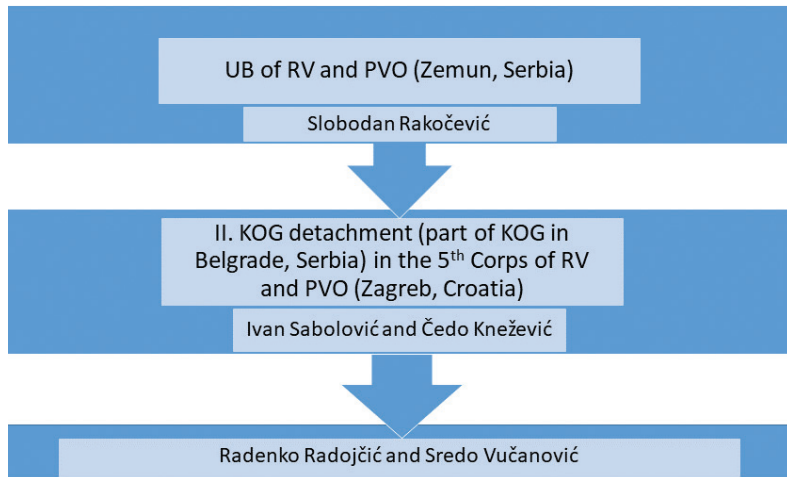 UB of RV and PVO (Zemun, Serbia)
Slobodan Rakočević
II. KOG detachment (part of KOG in
Belgrade, Serbia) in the 5th Corps of RV
and PVO (Zagreb, Croatia)
Ivan Sabolović and Čedo Knežević
Radenko Radojčić and Sredo Vučanović